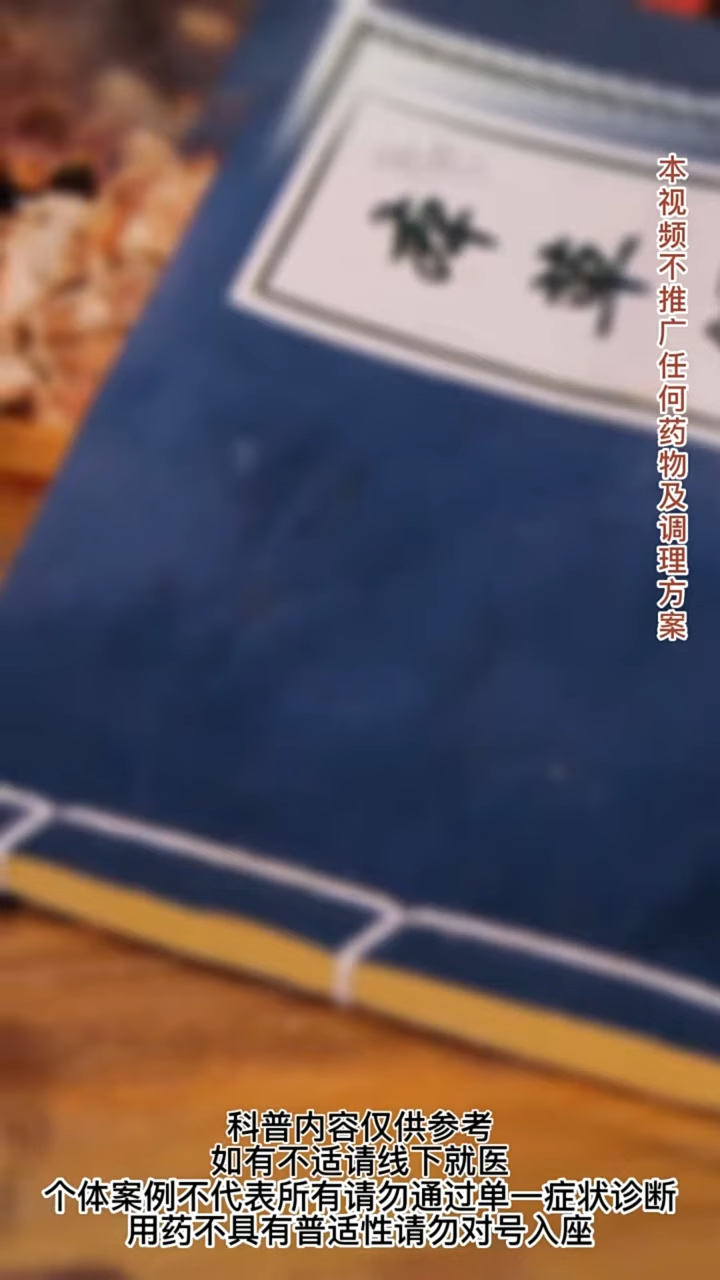 本草
本视频不推广任何药物及调理方案
科普内容仅供参考
如有不适请线下就医
个体案例不代表所有请勿通过单一症状诊断
用药不具有普适性请勿对号入座